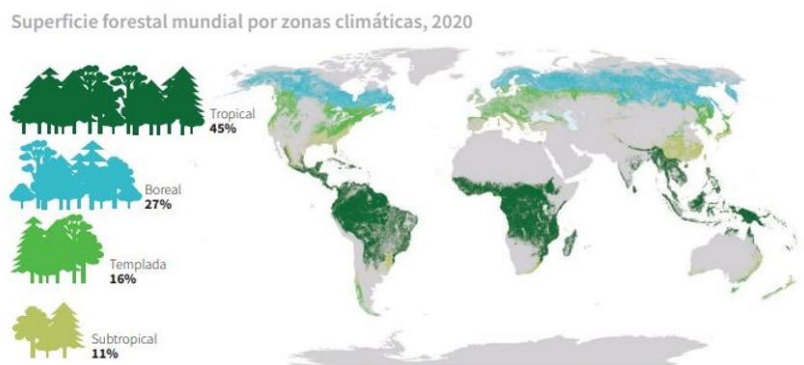 Superficie forestal mundial por zonas climáticas, 2020
Tropical
45%
Boreal
27%
Templada
16%
Subtropical
11%